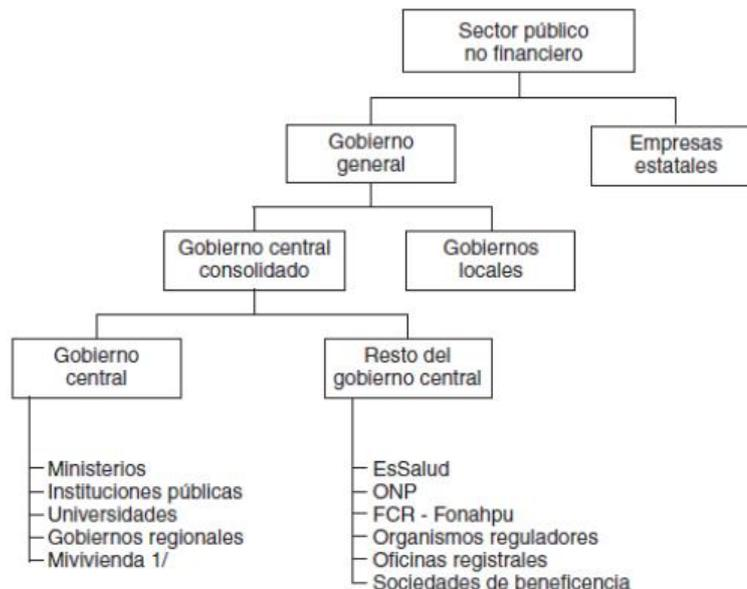 Sector público
no financiero
Gobierno
general
Empresas
estatales
Gobierno central
consolidado
Gobiernos
locales
Gobierno
central
Resto del
gobierno central
Ministerios
Instituciones públicas
Universidades
Gobiernos regionales
Mivivienda 1/
EsSalud
ONP
FCR - Fonahpu
Organismos reguladores
Oficinas registrales
Sociedades de beneficencia